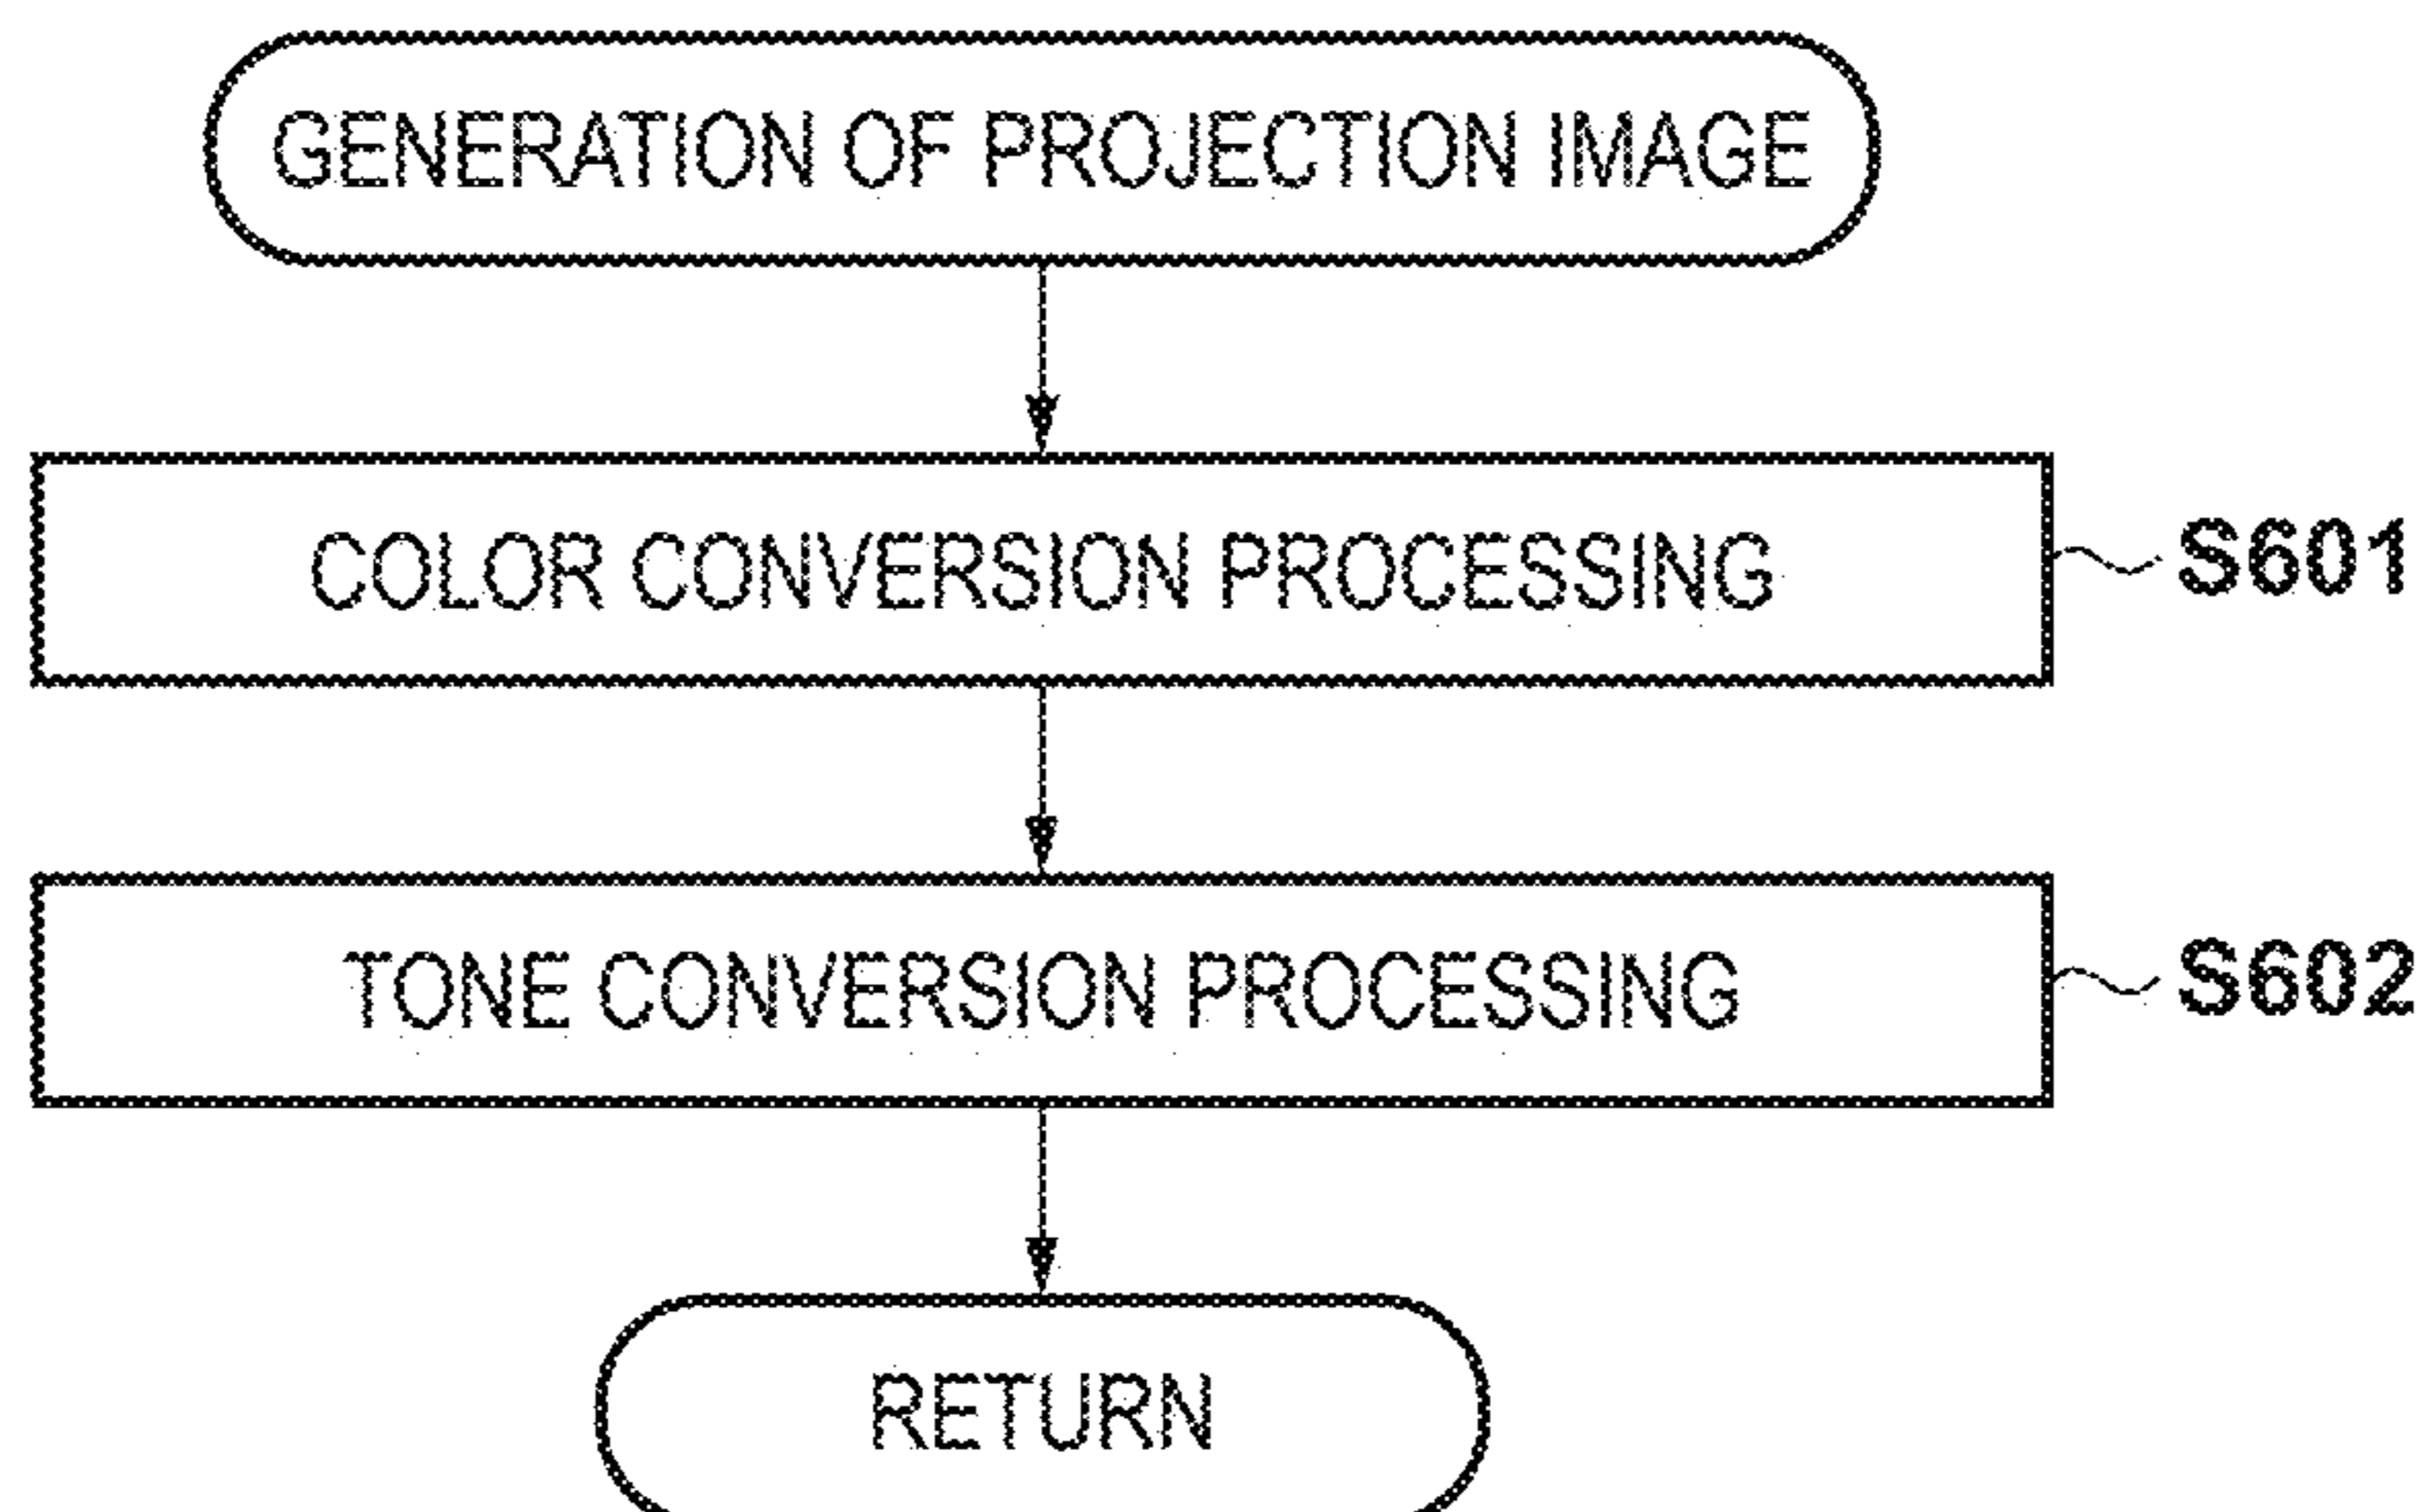 GENERATION OF PROJECTION IMAGE
COLOR CONVERSION PROCESSING
S601
TONE CONVERSION PROCESSING
S602
RETURN